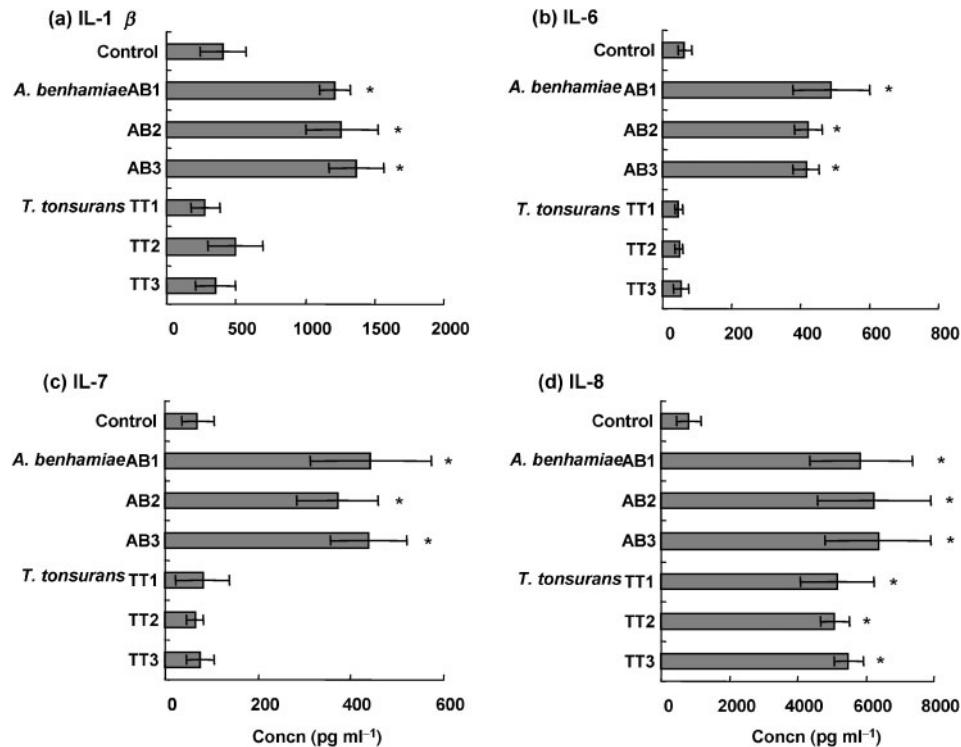 (a) IL-1 β
Control
A. benhamiae AB1 *
AB2 *
AB3 *
T. tonsurans TT1
TT2
TT3
0 500 1000 1500 2000
(b) IL-6
Control
A. benhamiae AB1 *
AB2 *
AB3 *
T. tonsurans TT1
TT2
TT3
0 200 400 600 800
(c) IL-7
Control
A. benhamiae AB1 *
AB2 *
AB3 *
T. tonsurans TT1
TT2
TT3
0 200 400 600
Concn (pg ml⁻¹)
(d) IL-8
Control
A. benhamiae AB1 *
AB2 *
AB3 *
T. tonsurans TT1 *
TT2 *
TT3 *
0 2000 4000 6000 8000
Concn (pg ml⁻¹)